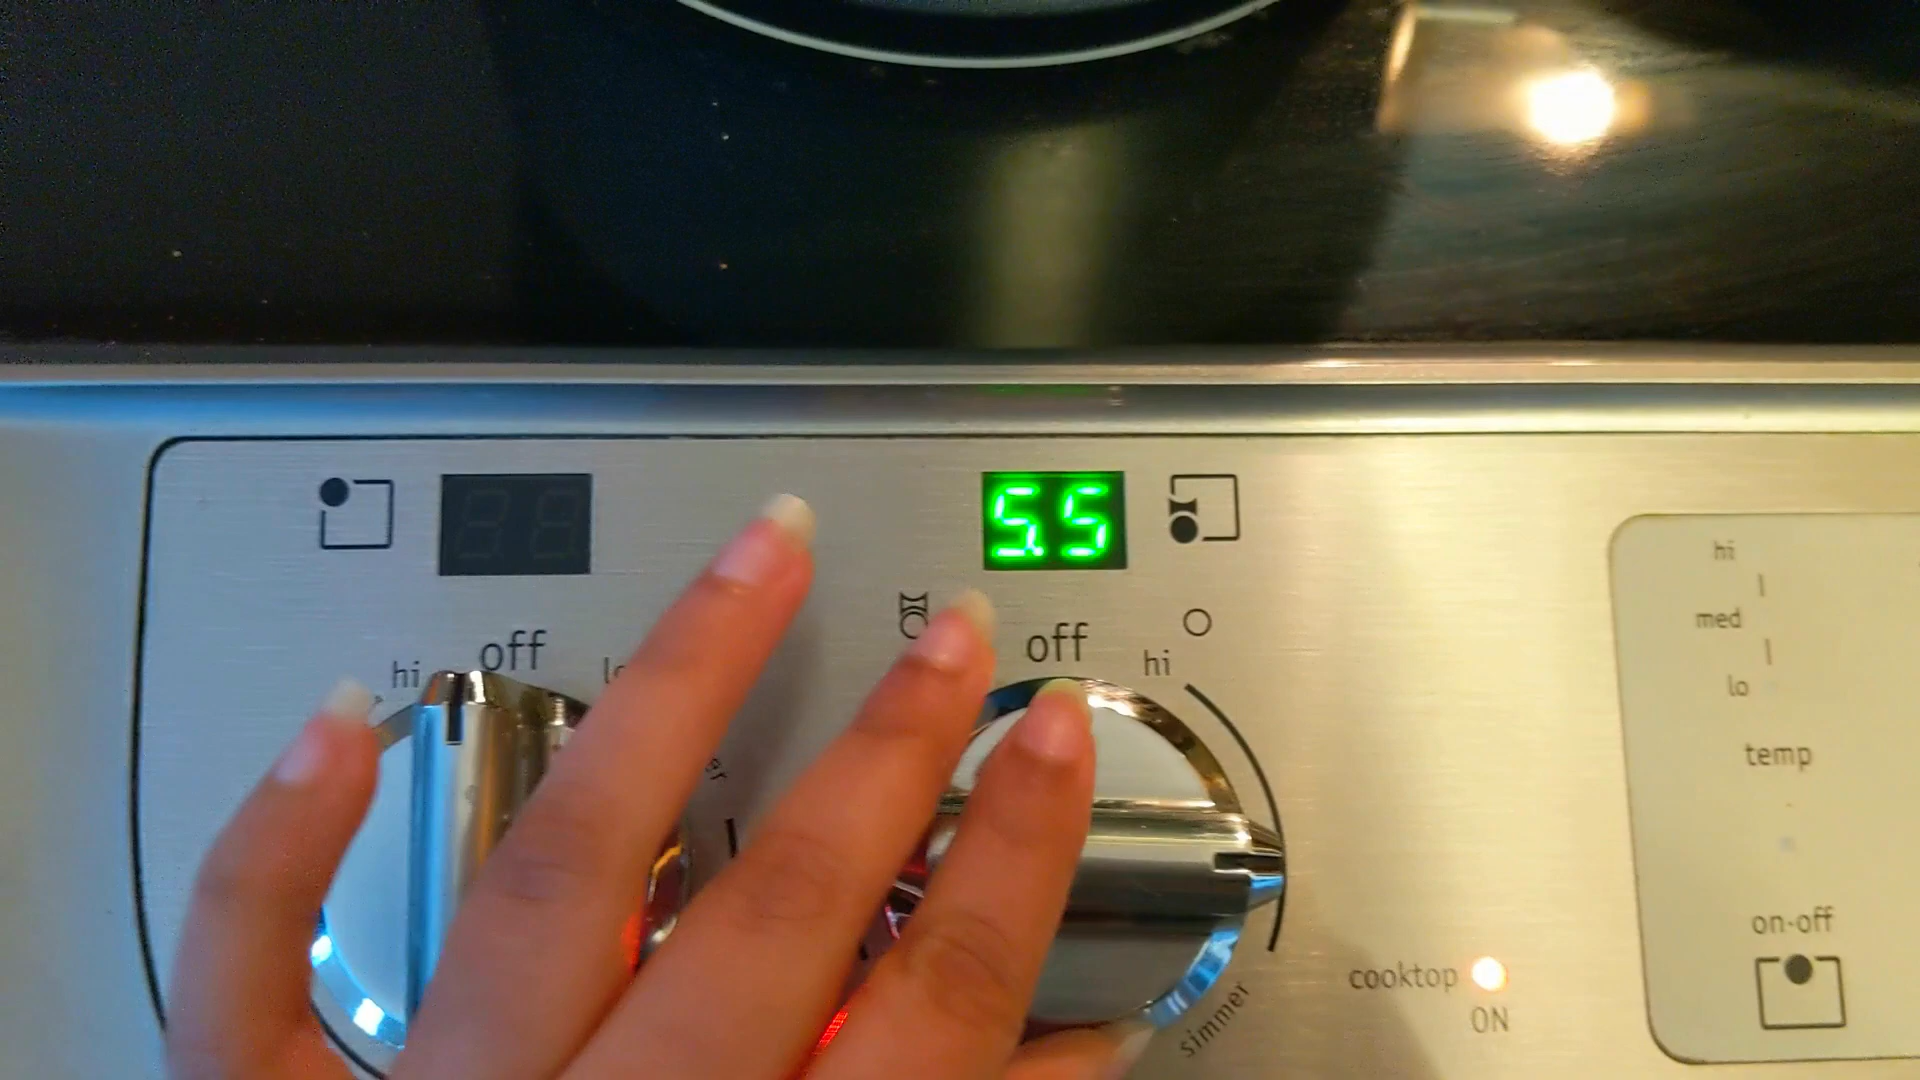 5.5
off
off
hi
hi
simmer
cooktop
ON
hi
med
lo
temp
on-off